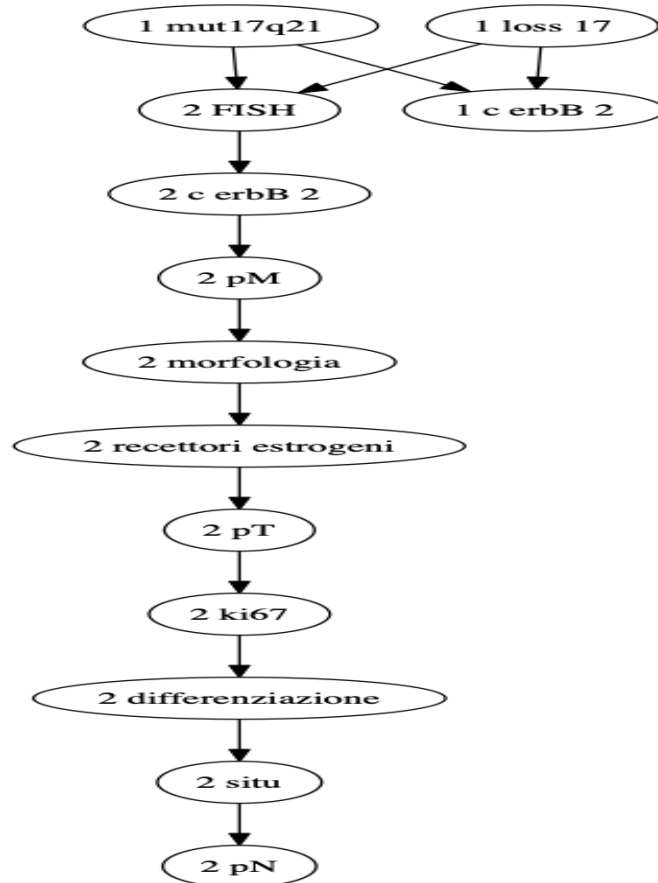 1 mut17q21
1 loss 17
2 FISH
1 c erbB 2
2 c erbB 2
2 pM
2 morfologia
2 recettori estrogeni
2 pT
2 ki67
2 differenziazione
2 situ
2 pN